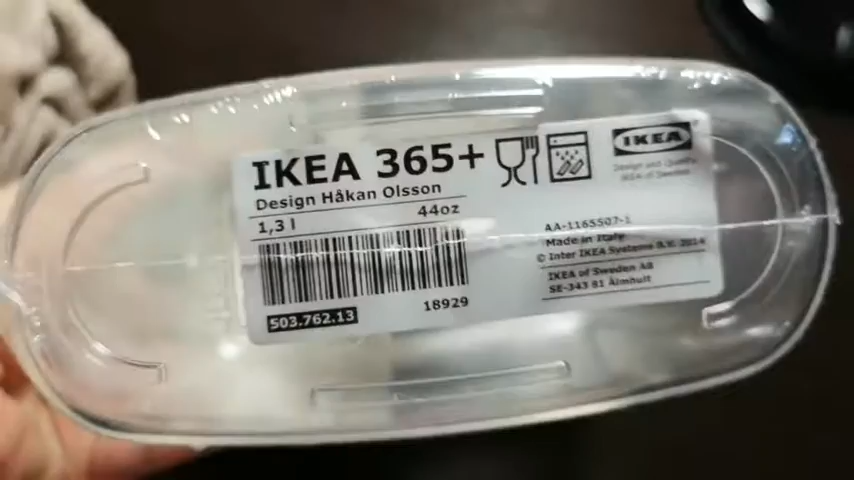 IKEA 365+
Design Håkan Olsson
1,3 l 44oz
503.762.13
18929
IKEA
Design and Quality
IKEA of Sweden
AA-1165507-1
Made in Italy
© Inter IKEA Systems B.V. 2014
IKEA of Sweden AB
SE-343 81 Älmhult